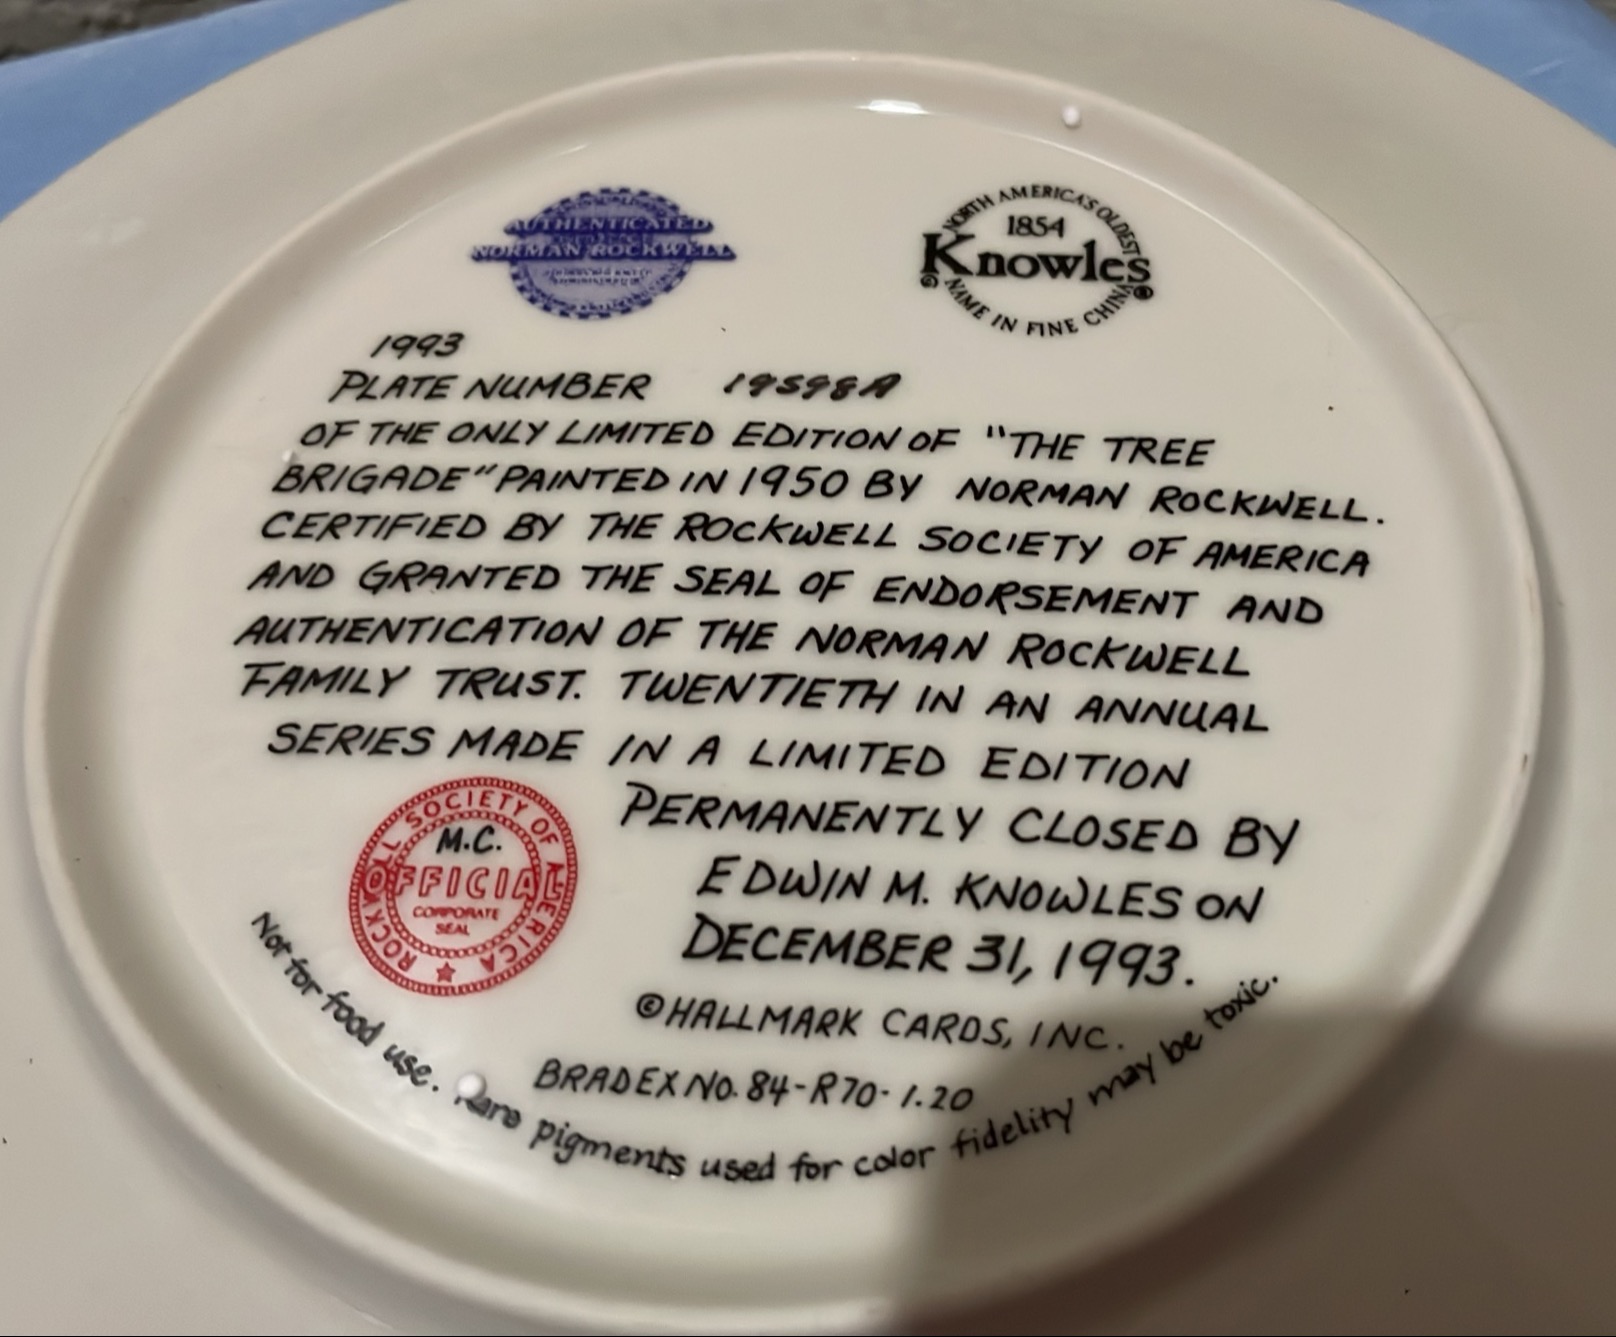 AUTHENTICATED
NORMAN ROCKWELL
NORTH AMERICA'S OLDEST
1854
Knowles
NAME IN FINE CHINA
1993
PLATE NUMBER 19598A
OF THE ONLY LIMITED EDITION OF "THE TREE
BRIGADE" PAINTED IN 1950 BY NORMAN ROCKWELL.
CERTIFIED BY THE ROCKWELL SOCIETY OF AMERICA
AND GRANTED THE SEAL OF ENDORSEMENT AND
AUTHENTICATION OF THE NORMAN ROCKWELL
FAMILY TRUST. TWENTIETH IN AN ANNUAL
SERIES MADE IN A LIMITED EDITION
PERMANENTLY CLOSED BY
EDWIN M. KNOWLES ON
DECEMBER 31, 1993.
ROCKWELL SOCIETY OF AMERICA
M.C.
OFFICIAL
CORPORATE
SEAL
©HALLMARK CARDS, INC.
BRADEX NO. 84-R70-1.20
Not for food use. Rare pigments used for color fidelity may be toxic.